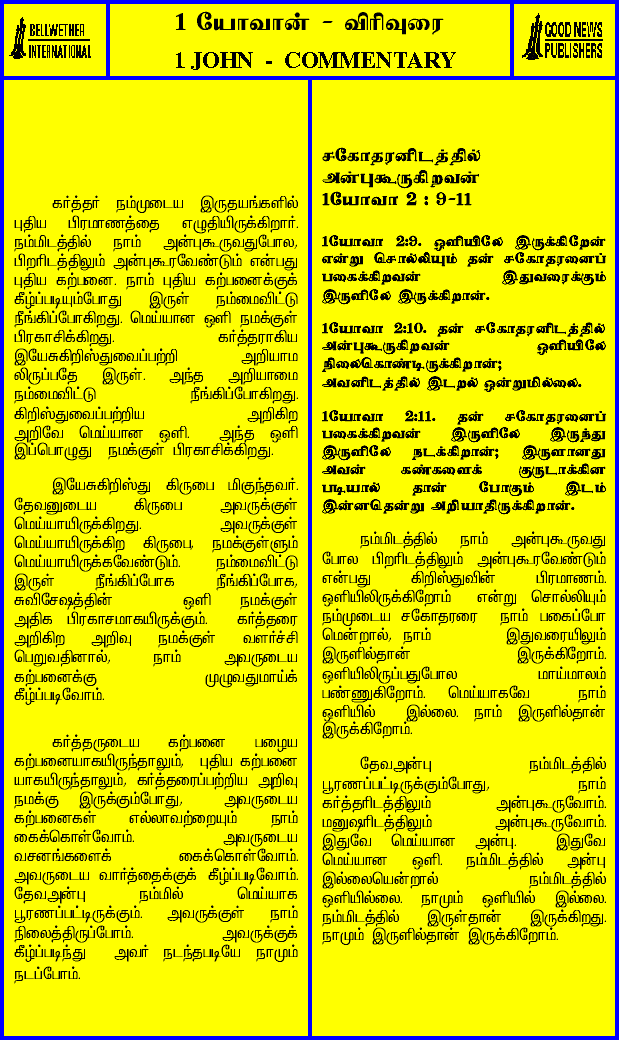 BELLWETHER
INTERNATIONAL
1 யோவான் - விரிவுரை
1 JOHN - COMMENTARY
GOOD NEWS
PUBLISHERS
கர்த்தர் நம்முடைய இருதயங்களில்
புதிய பிரமாணத்தை எழுதியிருக்கிறார்.
நம்மிடத்தில் நாம் அன்புகூருவதுபோல,
பிறரிடத்திலும் அன்புகூரவேண்டும் என்பது
புதிய கற்பனை. நாம் புதிய கற்பனைக்குக்
கீழ்ப்படியும்போது இருள் நம்மைவிட்டு
நீங்கிப்போகிறது. மெய்யான ஒளி நமக்குள்
பிரகாசிக்கிறது. கர்த்தராகிய
இயேசுகிறிஸ்துவைப்பற்றி அறியாம
லிருப்பதே இருள். அந்த அறியாமை
நம்மைவிட்டு நீங்கிப்போகிறது.
கிறிஸ்துவைப்பற்றிய அறிகிற
அறிவே மெய்யான ஒளி. அந்த ஒளி
இப்பொழுது நமக்குள் பிரகாசிக்கிறது.
இயேசுகிறிஸ்து கிருபை மிகுந்தவர்.
தேவனுடைய கிருபை அவருக்குள்
மெய்யாயிருக்கிறது. அவருக்குள்
மெய்யாயிருக்கிற கிருபை, நமக்குள்ளும்
மெய்யாயிருக்கவேண்டும். நம்மைவிட்டு
இருள் நீங்கிப்போக நீங்கிப்போக,
சுவிசேஷத்தின் ஒளி நமக்குள்
அதிக பிரகாசமாகயிருக்கும். கர்த்தரை
அறிகிற அறிவு நமக்குள் வளர்ச்சி
பெறுவதினால், நாம் அவருடைய
கற்பனைக்கு முழுவதுமாய்க்
கீழ்ப்படிவோம்.
கர்த்தருடைய கற்பனை பழைய
கற்பனையாகயிருந்தாலும், புதிய கற்பனை
யாகயிருந்தாலும், கர்த்தரைப்பற்றிய அறிவு
நமக்கு இருக்கும்போது, அவருடைய
கற்பனைகள் எல்லாவற்றையும் நாம்
கைக்கொள்வோம். அவருடைய
வசனங்களைக் கைக்கொள்வோம்.
அவருடைய வார்த்தைக்குக் கீழ்ப்படிவோம்.
தேவஅன்பு நம்மில் மெய்யாக
பூரணப்பட்டிருக்கும். அவருக்குள் நாம்
நிலைத்திருப்போம். அவருக்குக்
கீழ்ப்படிந்து அவர் நடந்தபடியே நாமும்
நடப்போம்.
சகோதரனிடத்தில்
அன்புகூருகிறவன்
1யோவா 2 : 9-11
1யோவா 2:9. ஒளியிலே இருக்கிறேன்
என்று சொல்லியும் தன் சகோதரனைப்
பகைக்கிறவன் இதுவரைக்கும்
இருளிலே இருக்கிறான்.
1யோவா 2:10. தன் சகோதரனிடத்தில்
அன்புகூருகிறவன் ஒளியிலே
நிலைகொண்டிருக்கிறான்;
அவனிடத்தில் இடறல் ஒன்றுமில்லை.
1யோவா 2:11. தன் சகோதரனைப்
பகைக்கிறவன் இருளிலே இருந்து
இருளிலே நடக்கிறான்; இருளானது
அவன் கண்களைக் குருடாக்கின
படியால் தான் போகும் இடம்
இன்னதென்று அறியாதிருக்கிறான்.
நம்மிடத்தில் நாம் அன்புகூருவது
போல பிறரிடத்திலும் அன்புகூரவேண்டும்
என்பது கிறிஸ்துவின் பிரமாணம்.
ஒளியிலிருக்கிறோம் என்று சொல்லியும்
நம்முடைய சகோதரரை நாம் பகைப்போ
மென்றால், நாம் இதுவரையிலும்
இருளில்தான் இருக்கிறோம்.
ஒளியிலிருப்பதுபோல மாய்மாலம்
பண்ணுகிறோம். மெய்யாகவே நாம்
ஒளியில் இல்லை. நாம் இருளில்தான்
இருக்கிறோம்.
தேவஅன்பு நம்மிடத்தில்
பூரணப்பட்டிருக்கும்போது, நாம்
கர்த்தரிடத்திலும் அன்புகூருவோம்.
மனுஷரிடத்திலும் அன்புகூருவோம்.
இதுவே மெய்யான அன்பு. இதுவே
மெய்யான ஒளி. நம்மிடத்தில் அன்பு
இல்லையென்றால் நம்மிடத்தில்
ஒளியில்லை. நாமும் ஒளியில் இல்லை.
நம்மிடத்தில் இருள்தான் இருக்கிறது.
நாமும் இருளில்தான் இருக்கிறோம்.